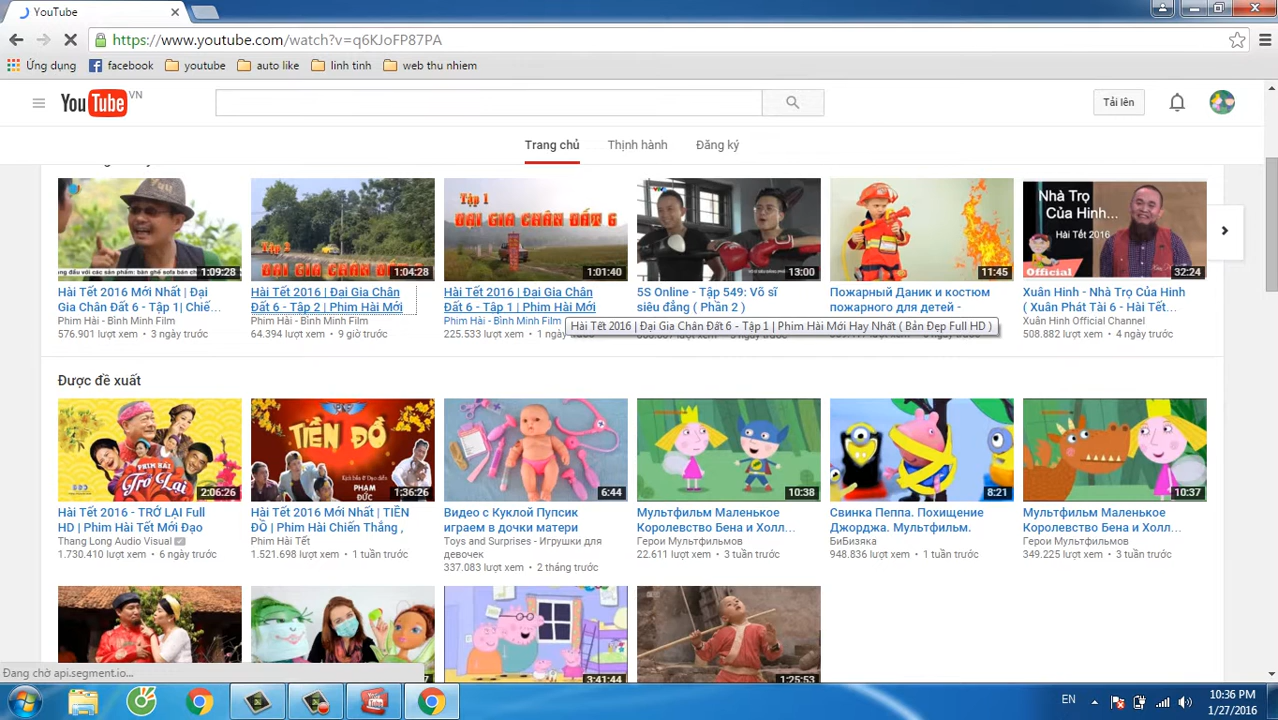 YouTube
https://www.youtube.com/watch?v=q6KJoFP87PA
Ứng dụng facebook youtube auto like linh tinh web thu nhiem
YouTube VN
Tải lên
Trang chủ Thịnh hành Đăng ký
1:09:28
Tập 2
ĐẠI GIA CHÂN ĐẤT 6
1:04:28
Tập 1
ĐẠI GIA CHÂN ĐẤT 6
1:01:40
13:00
11:45
Nhà Trọ
Của Hinh...
Hài Tết 2016
Official
32:24
Hài Tết 2016 Mới Nhất | Đại
Gia Chân Đất 6 - Tập 1| Chiế...
Phim Hài - Bình Minh Film
576.901 lượt xem • 3 ngày trước
Hài Tết 2016 | Đại Gia Chân
Đất 6 - Tập 2 | Phim Hài Mới
Phim Hài - Bình Minh Film
64.394 lượt xem • 9 giờ trước
Hài Tết 2016 | Đại Gia Chân
Đất 6 - Tập 1 | Phim Hài Mới
Phim Hài - Bình Minh Film
225.533 lượt xem • 1 ngày
5S Online - Tập 549: Võ sĩ
siêu đẳng ( Phần 2 )
Пожарный Даник и костюм
пожарного для детей -
Xuân Hinh - Nhà Trọ Của Hinh
( Xuân Phát Tài 6 - Hài Tết...
Xuân Hinh Official Channel
508.882 lượt xem • 4 ngày trước
Hài Tết 2016 | Đại Gia Chân Đất 6 - Tập 1 | Phim Hài Mới Hay Nhất ( Bản Đẹp Full HD )
Được đề xuất
PHIM HÀI
Trở Lại
2:06:26
TIỀN ĐỒ
PHẠM
ĐỨC
1:36:26
6:44
10:38
8:21
10:37
Hài Tết 2016 - TRỞ LẠI Full
HD | Phim Hài Tết Mới Đạo
Thang Long Audio Visual
1.730.410 lượt xem • 6 ngày trước
Hài Tết 2016 Mới Nhất | TIỀN
ĐỒ | Phim Hài Chiến Thắng ,
Phim Hài Tết
1.521.698 lượt xem • 1 tuần trước
Видео с Куклой Пупсик
играем в дочки матери
Toys and Surprises - Игрушки для
девочек
337.083 lượt xem • 2 tháng trước
Мультфильм Маленькое
Королевство Бена и Холл...
Герои Мультфильмов
22.611 lượt xem • 3 tuần trước
Свинка Пеппа. Похищение
Джорджа. Мультфильм.
БиБизяка
948.836 lượt xem • 1 tuần trước
Мультфильм Маленькое
Королевство Бена и Холл...
Герои Мультфильмов
349.225 lượt xem • 3 tuần trước
3:41:44
1:25:53
Đang chờ api.segment.io...
EN
10:36 PM
1/27/2016